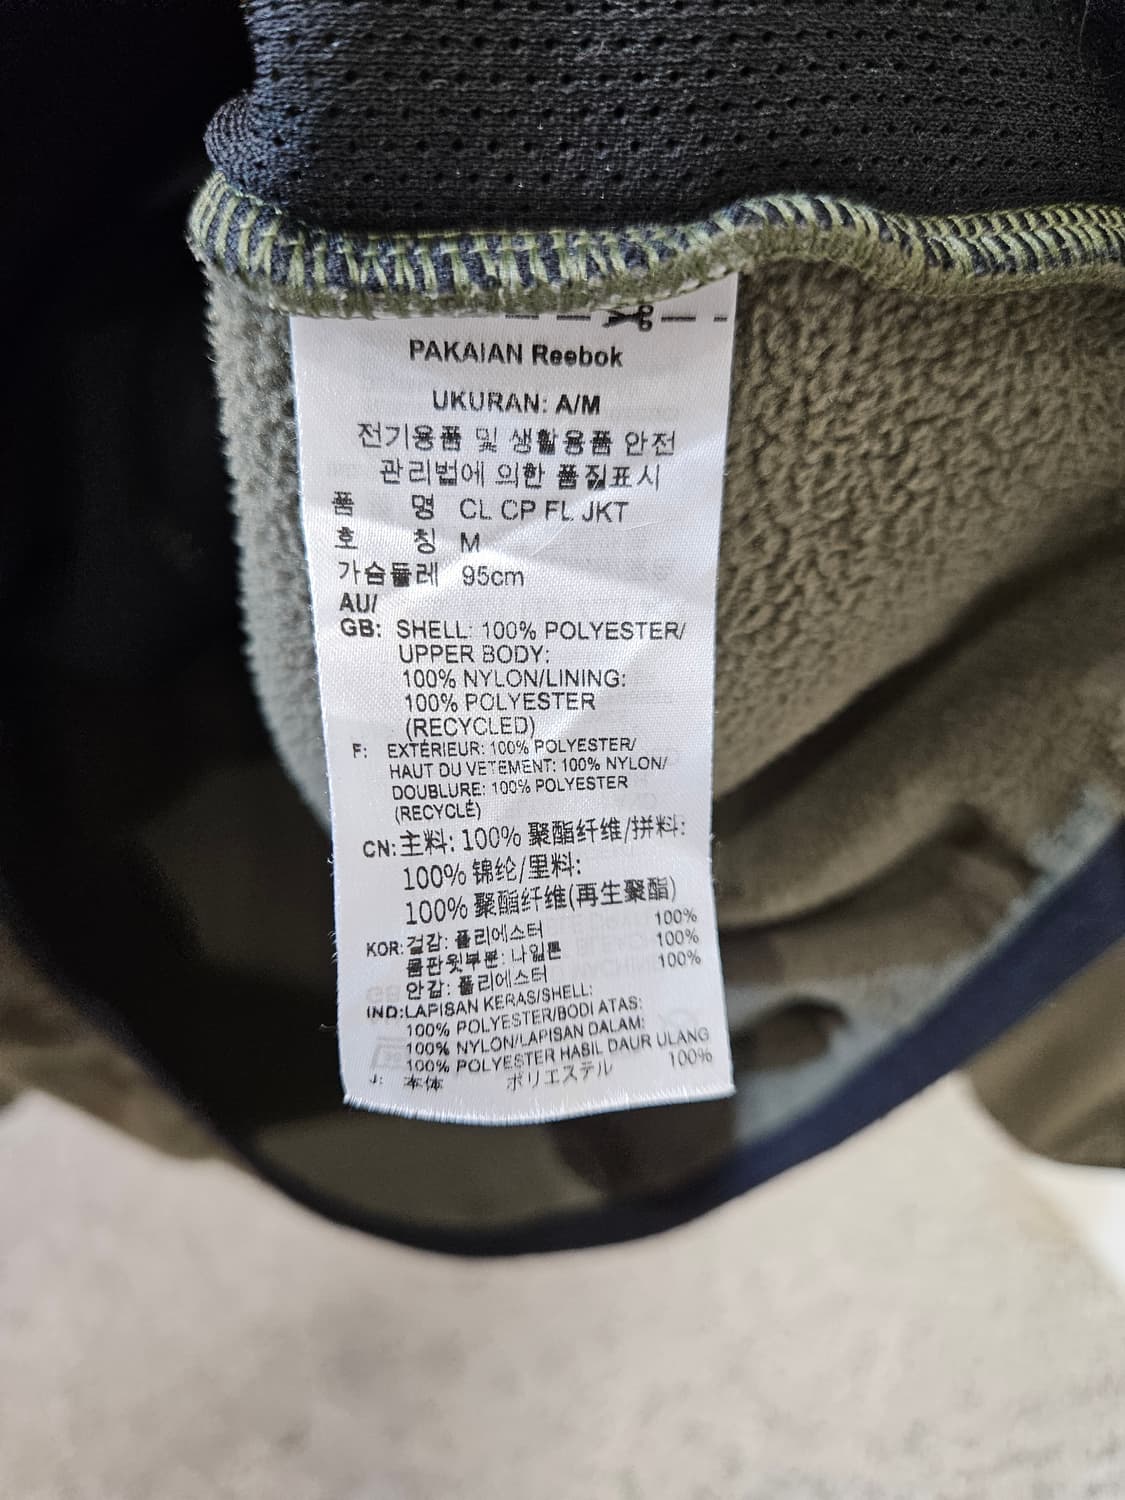 PAKAIAN Reebok
UKURAN: A/M
전기용품 및 생활용품 안전
관리법에 의한 품질표시
품 명 CL CP FL JKT
호 칭 M
가슴둘레 95cm
AU/
GB: SHELL: 100% POLYESTER/
UPPER BODY:
100% NYLON/LINING:
100% POLYESTER
(RECYCLED)
F: EXTÉRIEUR: 100% POLYESTER/
HAUT DU VETEMENT: 100% NYLON/
DOUBLURE: 100% POLYESTER
(RECYCLÉ)
CN: 主料: 100% 聚酯纤维/拼料:
100% 锦纶/里料:
100% 聚酯纤维(再生聚酯)
KOR: 겉감: 폴리에스터 100%
몸판윗부분: 나일론 100%
안감: 폴리에스터 100%
IND: LAPISAN KERAS/SHELL:
100% POLYESTER/BODI ATAS:
100% NYLON/LAPISAN DALAM:
100% POLYESTER HASIL DAUR ULANG
J: 本体 ポリエステル 100%